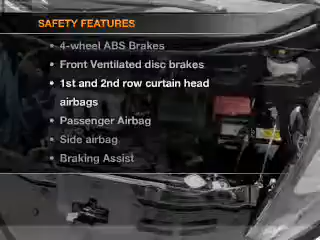 SAFETY FEATURES
• 4-wheel ABS Brakes
• Front Ventilated disc brakes
• 1st and 2nd row curtain head
airbags
• Passenger Airbag
• Side airbag
• Braking Assist